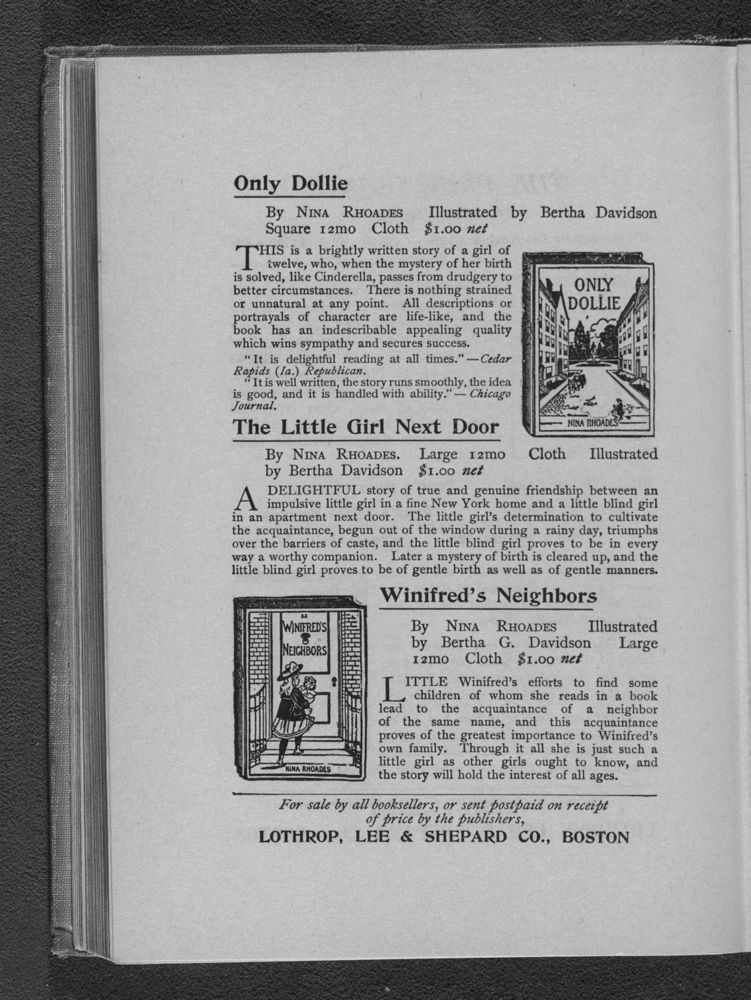 Only Dollie
By NINA RHOADES Illustrated by Bertha Davidson
Square 12mo Cloth $1.00 net
THIS is a brightly written story of a girl of
twelve, who, when the mystery of her birth
is solved, like Cinderella, passes from drudgery to
better circumstances. There is nothing strained
or unnatural at any point. All descriptions or
portrayals of character are life-like, and the
book has an indescribable appealing quality
which wins sympathy and secures success.
"It is delightful reading at all times."—Cedar
Rapids (Ia.) Republican.
"It is well written, the story runs smoothly, the idea
is good, and it is handled with ability."—Chicago
Journal.
ONLY
DOLLIE
NINA RHOADES
The Little Girl Next Door
By NINA RHOADES. Large 12mo Cloth Illustrated
by Bertha Davidson $1.00 net
A DELIGHTFUL story of true and genuine friendship between an
impulsive little girl in a fine New York home and a little blind girl
in an apartment next door. The little girl's determination to cultivate
the acquaintance, begun out of the window during a rainy day, triumphs
over the barriers of caste, and the little blind girl proves to be in every
way a worthy companion. Later a mystery of birth is cleared up, and the
little blind girl proves to be of gentle birth as well as of gentle manners.
WINIFRED'S
NEIGHBORS
NINA RHOADES
Winifred's Neighbors
By NINA RHOADES Illustrated
by Bertha G. Davidson Large
12mo Cloth $1.00 net
LITTLE Winifred's efforts to find some
children of whom she reads in a book
lead to the acquaintance of a neighbor
of the same name, and this acquaintance
proves of the greatest importance to Winifred's
own family. Through it all she is just such a
little girl as other girls ought to know, and
the story will hold the interest of all ages.
For sale by all booksellers, or sent postpaid on receipt
of price by the publishers,
LOTHROP, LEE & SHEPARD CO., BOSTON